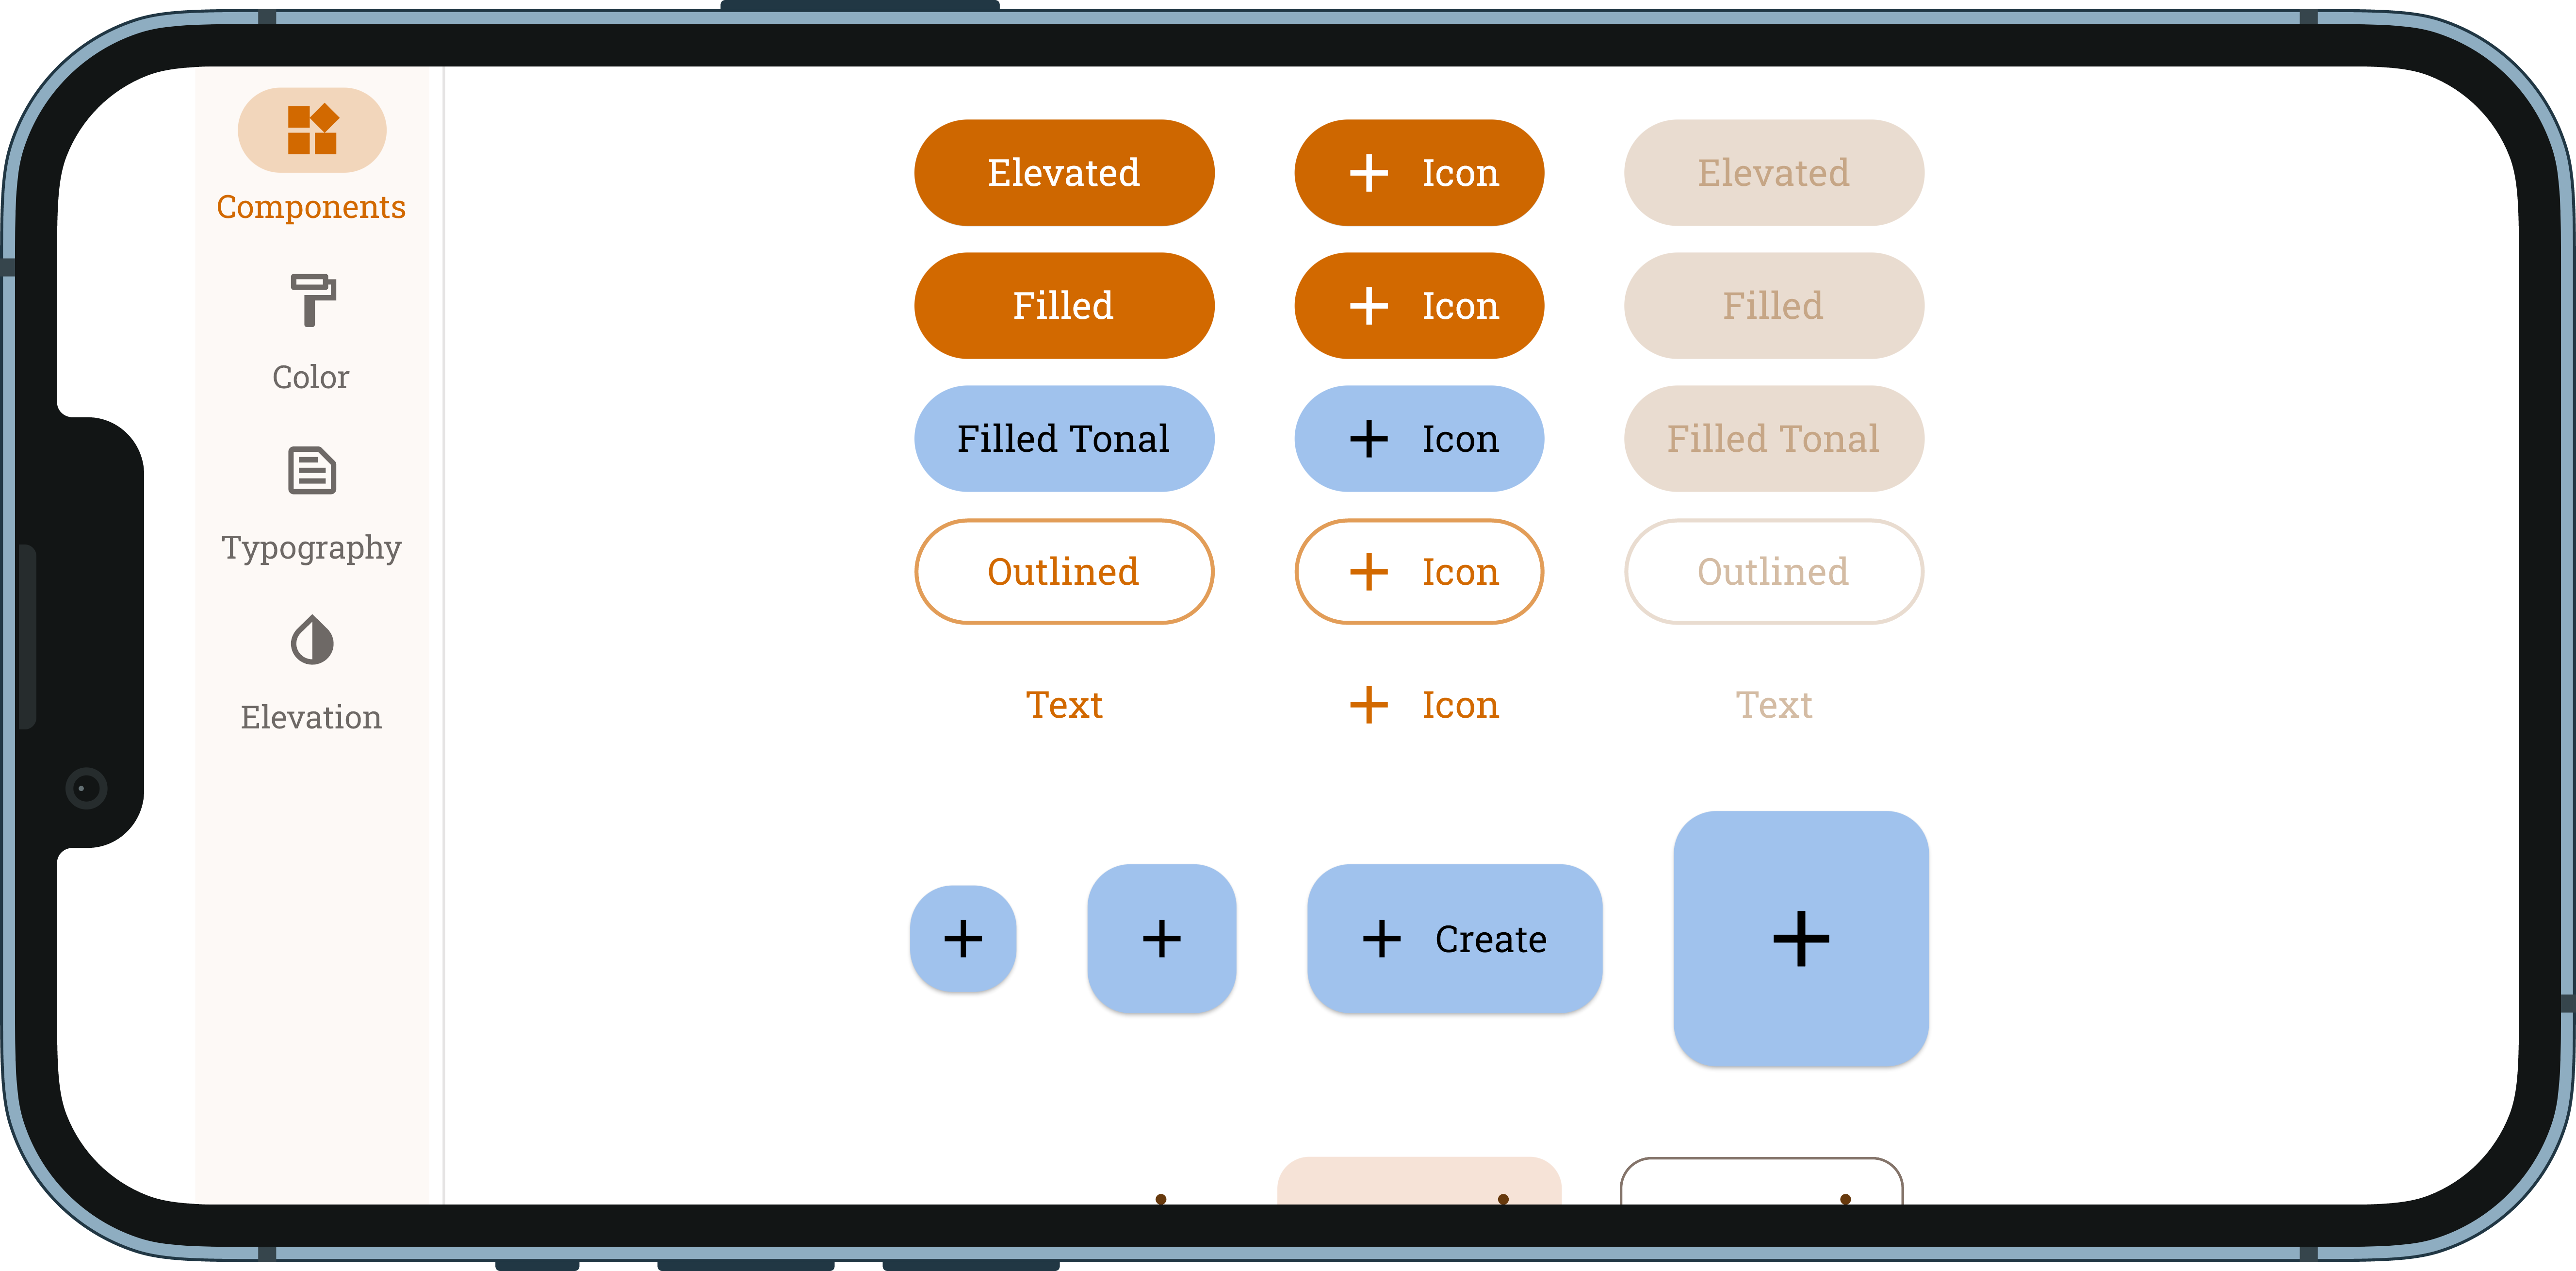 Components
Color
Typography
Elevation
Elevated Icon Elevated
Filled Icon Filled
Filled Tonal Icon Filled Tonal
Outlined Icon Outlined
Text Icon Text
Create